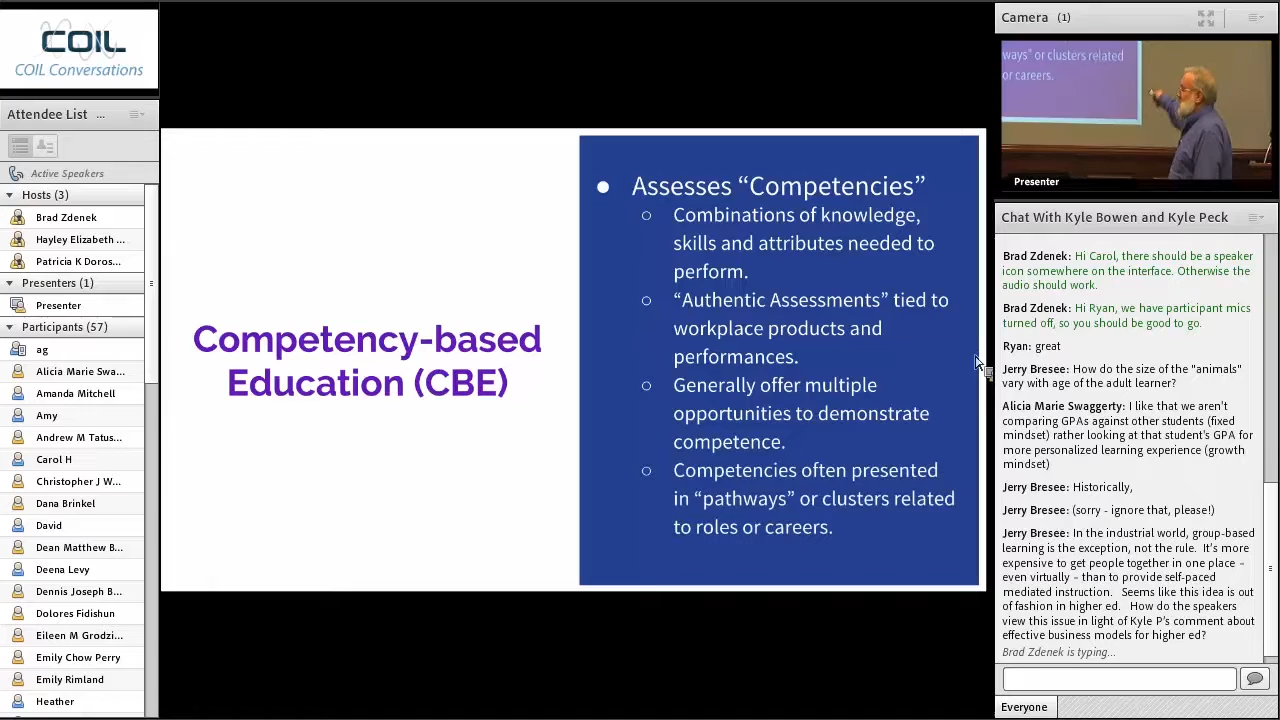 COIL
COIL Conversations
Attendee List ...
Active Speakers
Hosts (3)
Brad Zdenek
Hayley Elizabeth ...
Patricia K Doros...
Presenters (1)
Presenter
Participants (57)
ag
Alicia Marie Swa...
Amanda Mitchell
Amy
Andrew M Tatus...
Carol H
Christopher J W...
Dana Brinkel
David
Dean Matthew B...
Deena Levy
Dennis Joseph B...
Dolores Fidishun
Eileen M Grodzi...
Emily Chow Perry
Emily Rimland
Heather
Competency-based
Education (CBE)
● Assesses “Competencies”
○ Combinations of knowledge,
skills and attributes needed to
perform.
○ “Authentic Assessments” tied to
workplace products and
performances.
○ Generally offer multiple
opportunities to demonstrate
competence.
○ Competencies often presented
in “pathways” or clusters related
to roles or careers.
Camera (1)
ways” or clusters related
or careers.
Presenter
Chat With Kyle Bowen and Kyle Peck
Brad Zdenek: Hi Carol, there should be a speaker
icon somewhere on the interface. Otherwise the
audio should work.
Brad Zdenek: Hi Ryan, we have participant mics
turned off, so you should be good to go.
Ryan: great
Jerry Bresee: How do the size of the "animals"
vary with age of the adult learner?
Alicia Marie Swaggerty: I like that we aren't
comparing GPAs against other students (fixed
mindset) rather looking at that student's GPA for
more personalized learning experience (growth
mindset)
Jerry Bresee: Historically,
Jerry Bresee: (sorry - ignore that, please!)
Jerry Bresee: In the industrial world, group-based
learning is the exception, not the rule. It's more
expensive to get people together in one place –
even virtually – than to provide self-paced
mediated instruction. Seems like this idea is out
of fashion in higher ed. How do the speakers
view this issue in light of Kyle P's comment about
effective business models for higher ed?
Brad Zdenek is typing...
Everyone